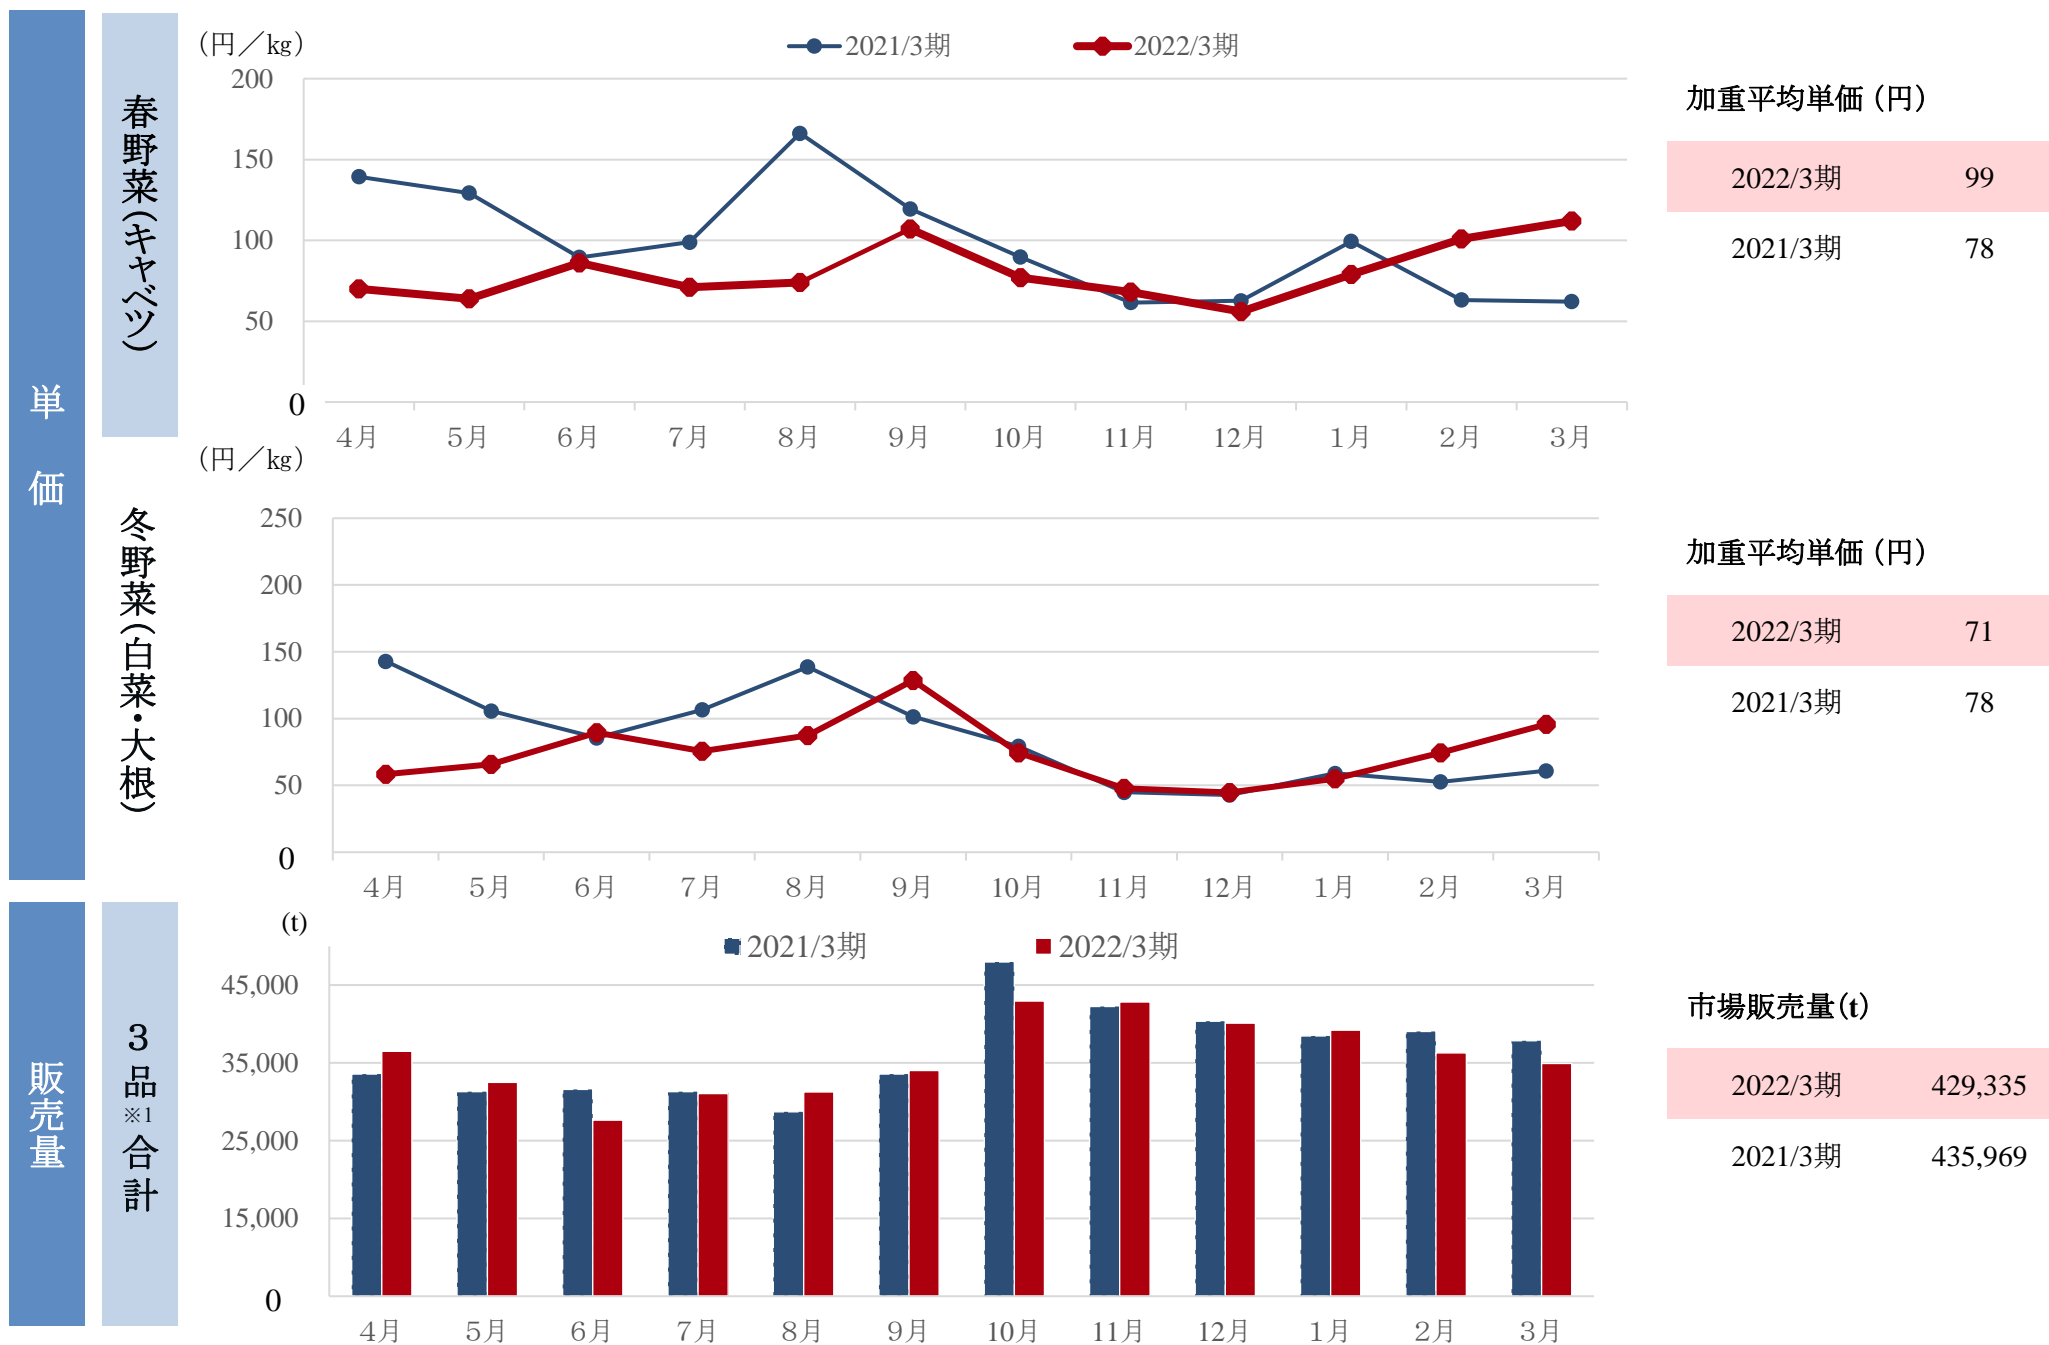 単価
春野菜(キャベツ)
(円／㎏)
2021/3期
2022/3期
200
150
100
50
0
4月 5月 6月 7月 8月 9月 10月 11月 12月 1月 2月 3月
加重平均単価(円)
2022/3期 99
2021/3期 78
冬野菜(白菜・大根)
(円／㎏)
250
200
150
100
50
0
4月 5月 6月 7月 8月 9月 10月 11月 12月 1月 2月 3月
加重平均単価(円)
2022/3期 71
2021/3期 78
販売量
3品※1合計
(t)
2021/3期
2022/3期
45,000
35,000
25,000
15,000
0
4月 5月 6月 7月 8月 9月 10月 11月 12月 1月 2月 3月
市場販売量(t)
2022/3期 429,335
2021/3期 435,969